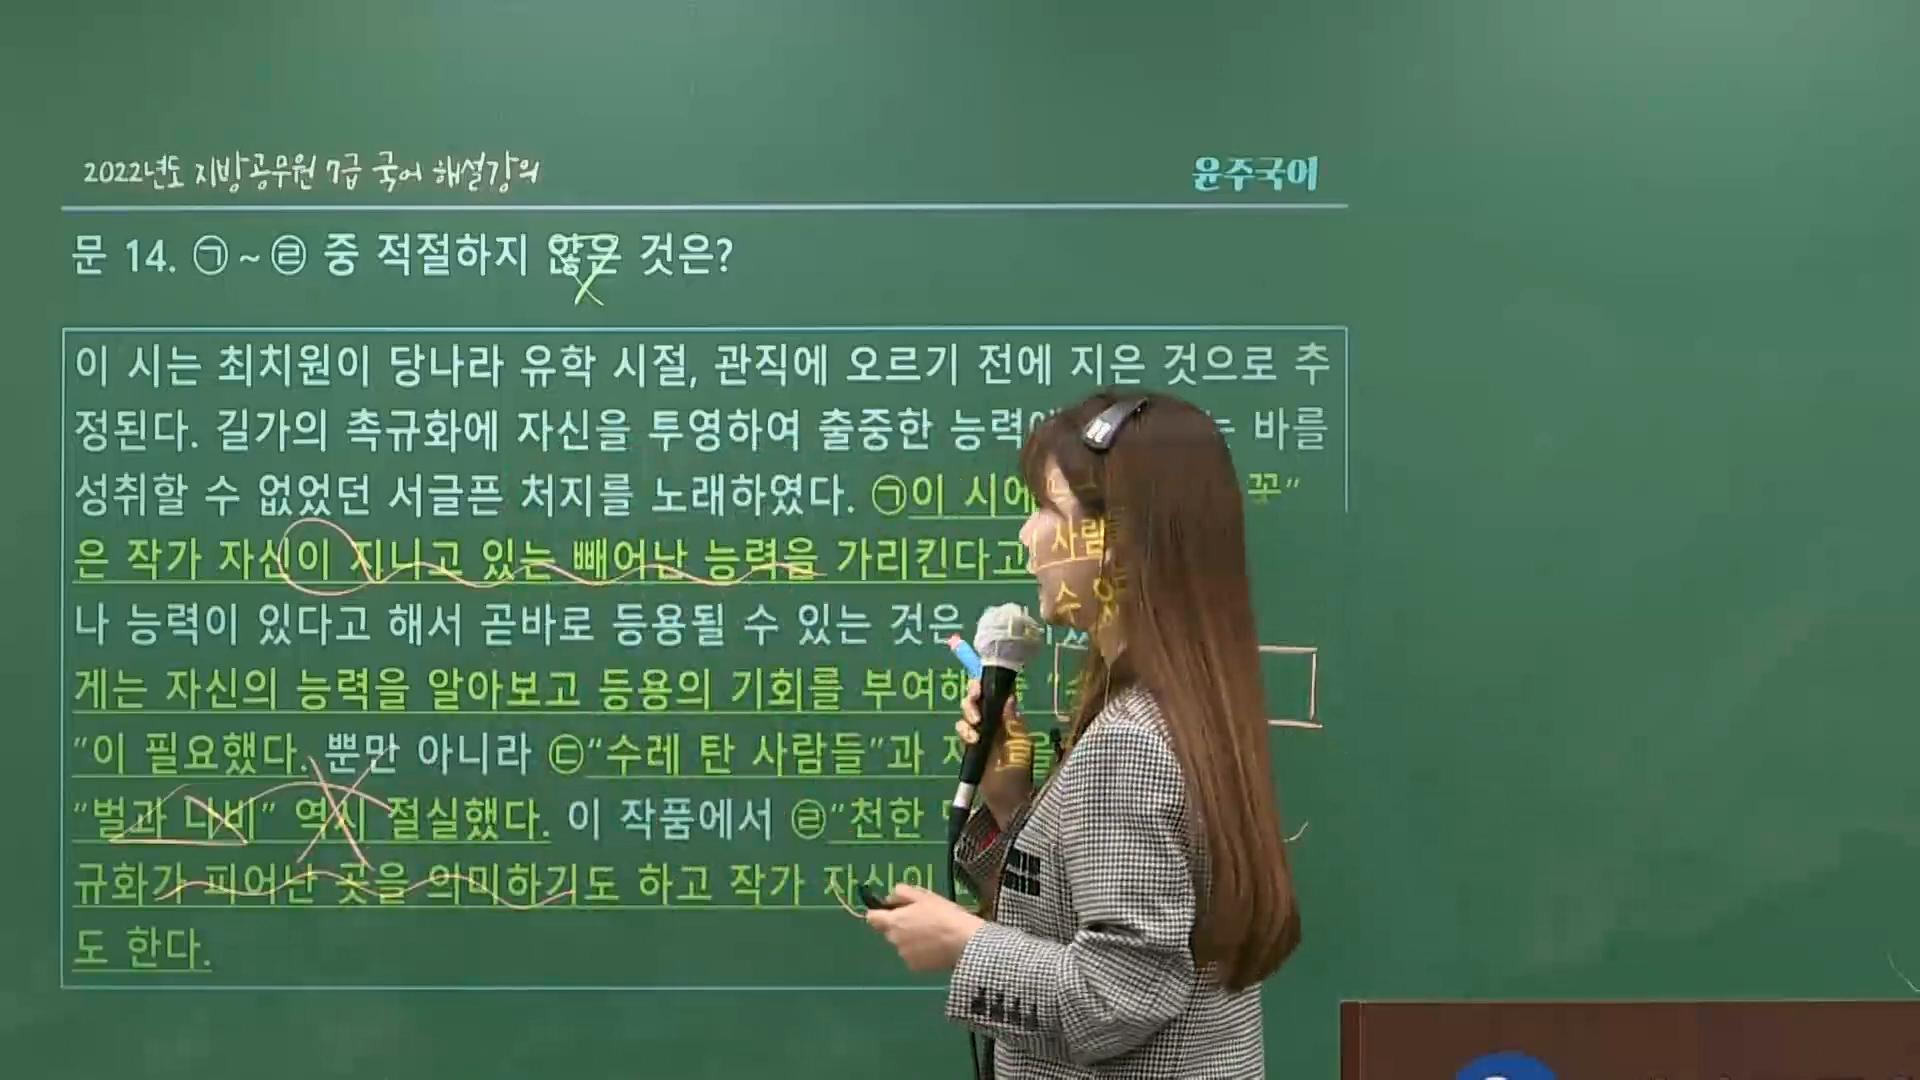 2022년도 지방공무원 7급 국어 해설강의
윤주국어
문 14. ㉠~㉣ 중 적절하지 않은 것은?
이 시는 최치원이 당나라 유학 시절, 관직에 오르기 전에 지은 것으로 추
정된다. 길가의 촉규화에 자신을 투영하여 출중한 능력에 는 바를
성취할 수 없었던 서글픈 처지를 노래하였다. ㉠이 시에 꽃”
은 작가 자신이 지니고 있는 빼어난 능력을 가리킨다고 사람
나 능력이 있다고 해서 곧바로 등용될 수 있는 것은 수
게는 자신의 능력을 알아보고 등용의 기회를 부여해
”이 필요했다. 뿐만 아니라 ㉢“수레 탄 사람들”과 을
“벌과 나비” 역시 절실했다. 이 작품에서 ㉣“천한
규화가 피어난 곳을 의미하기도 하고 작가 자신이
도 한다.